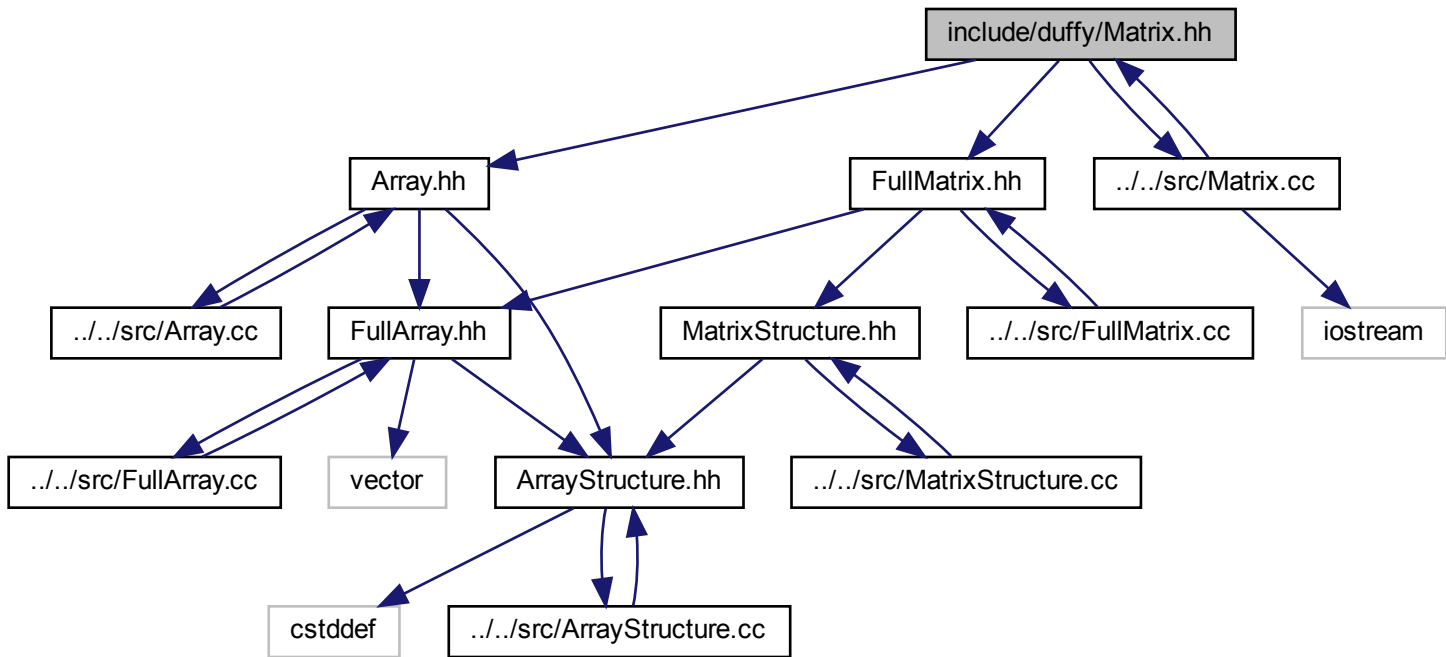 include/duffy/Matrix.hh
Array.hh
FullMatrix.hh
../../src/Matrix.cc
../../src/Array.cc
FullArray.hh
MatrixStructure.hh
../../src/FullMatrix.cc
iostream
../../src/FullArray.cc
vector
ArrayStructure.hh
../../src/MatrixStructure.cc
cstddef
../../src/ArrayStructure.cc